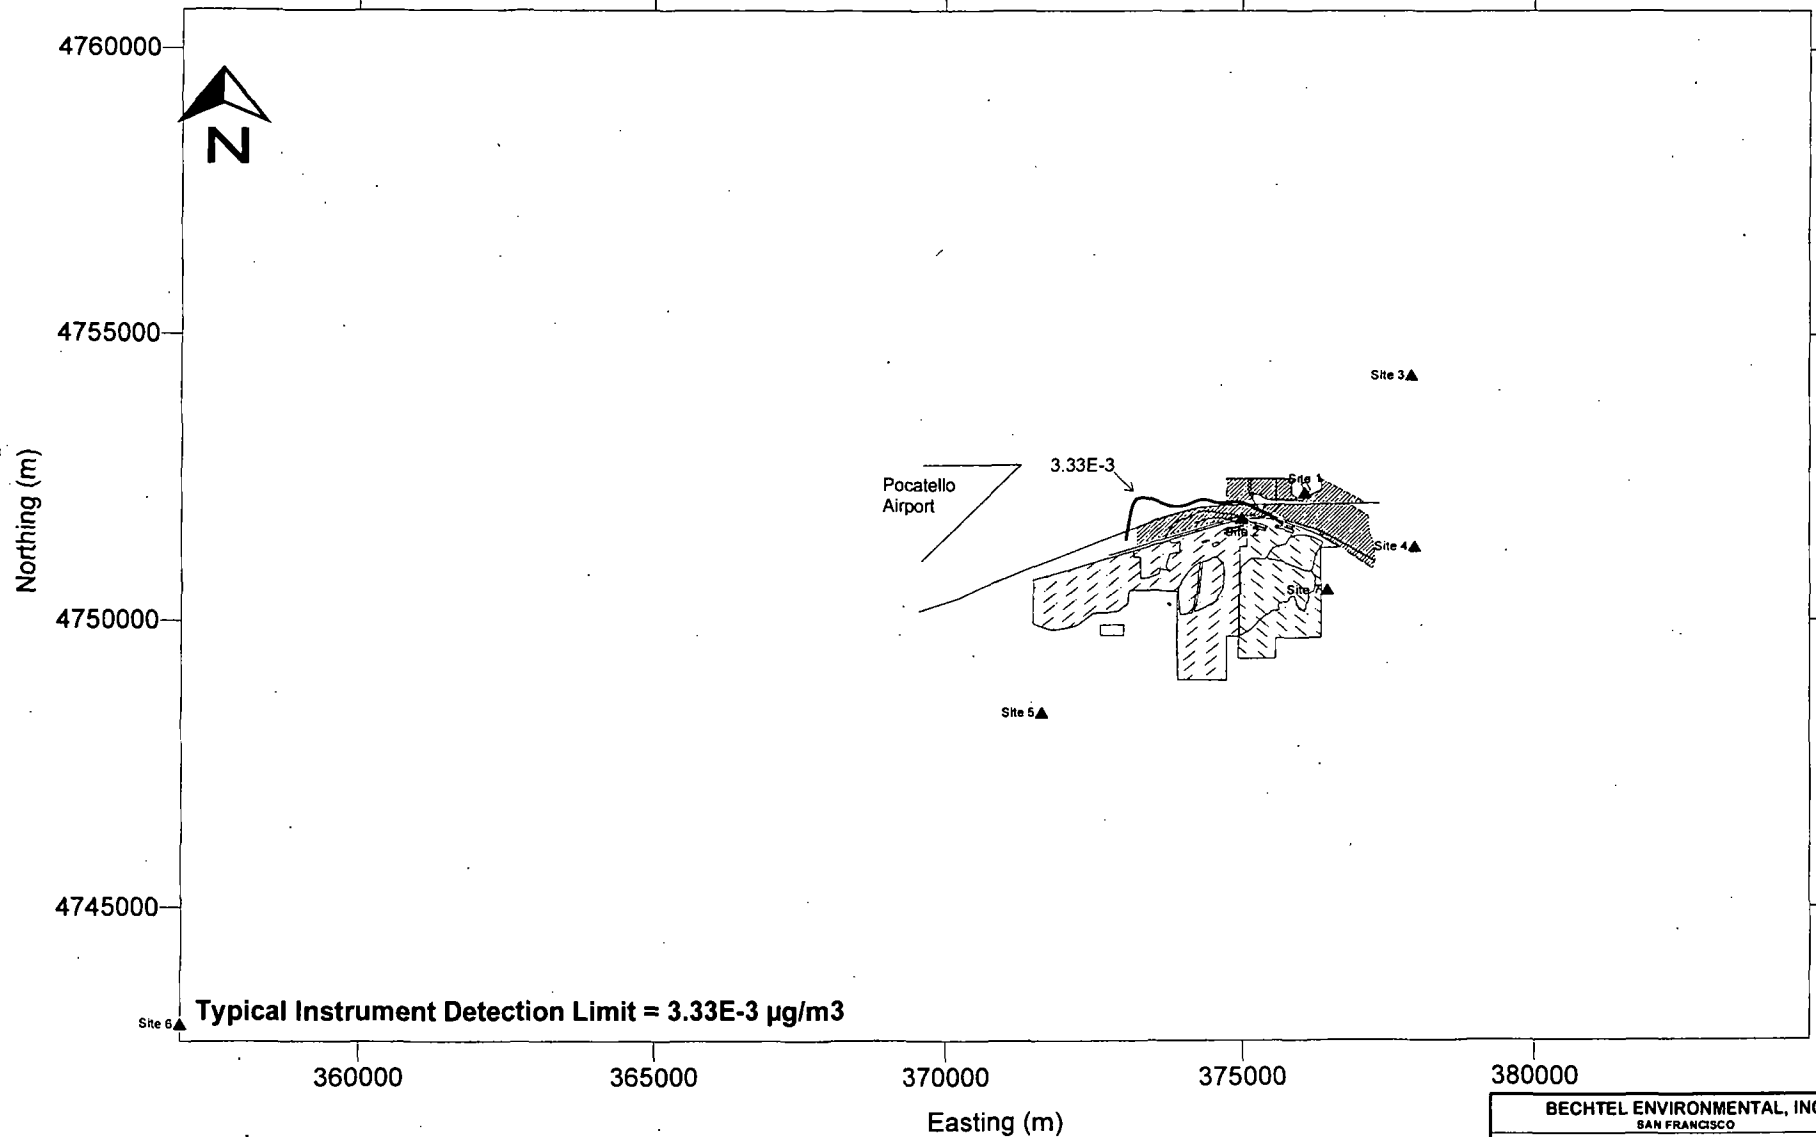 4760000
N
4755000
Site 3
3.33E-3
Pocatello
Airport
Site 1
Site 2
Site 4
Northing (m)
Site 7
4750000
Site 5
4745000
Typical Instrument Detection Limit = 3.33E-3 µg/m3
Site 6
360000
365000
370000
375000
380000
Easting (m)
BECHTEL ENVIRONMENTAL, INC
SAN FRANCISCO